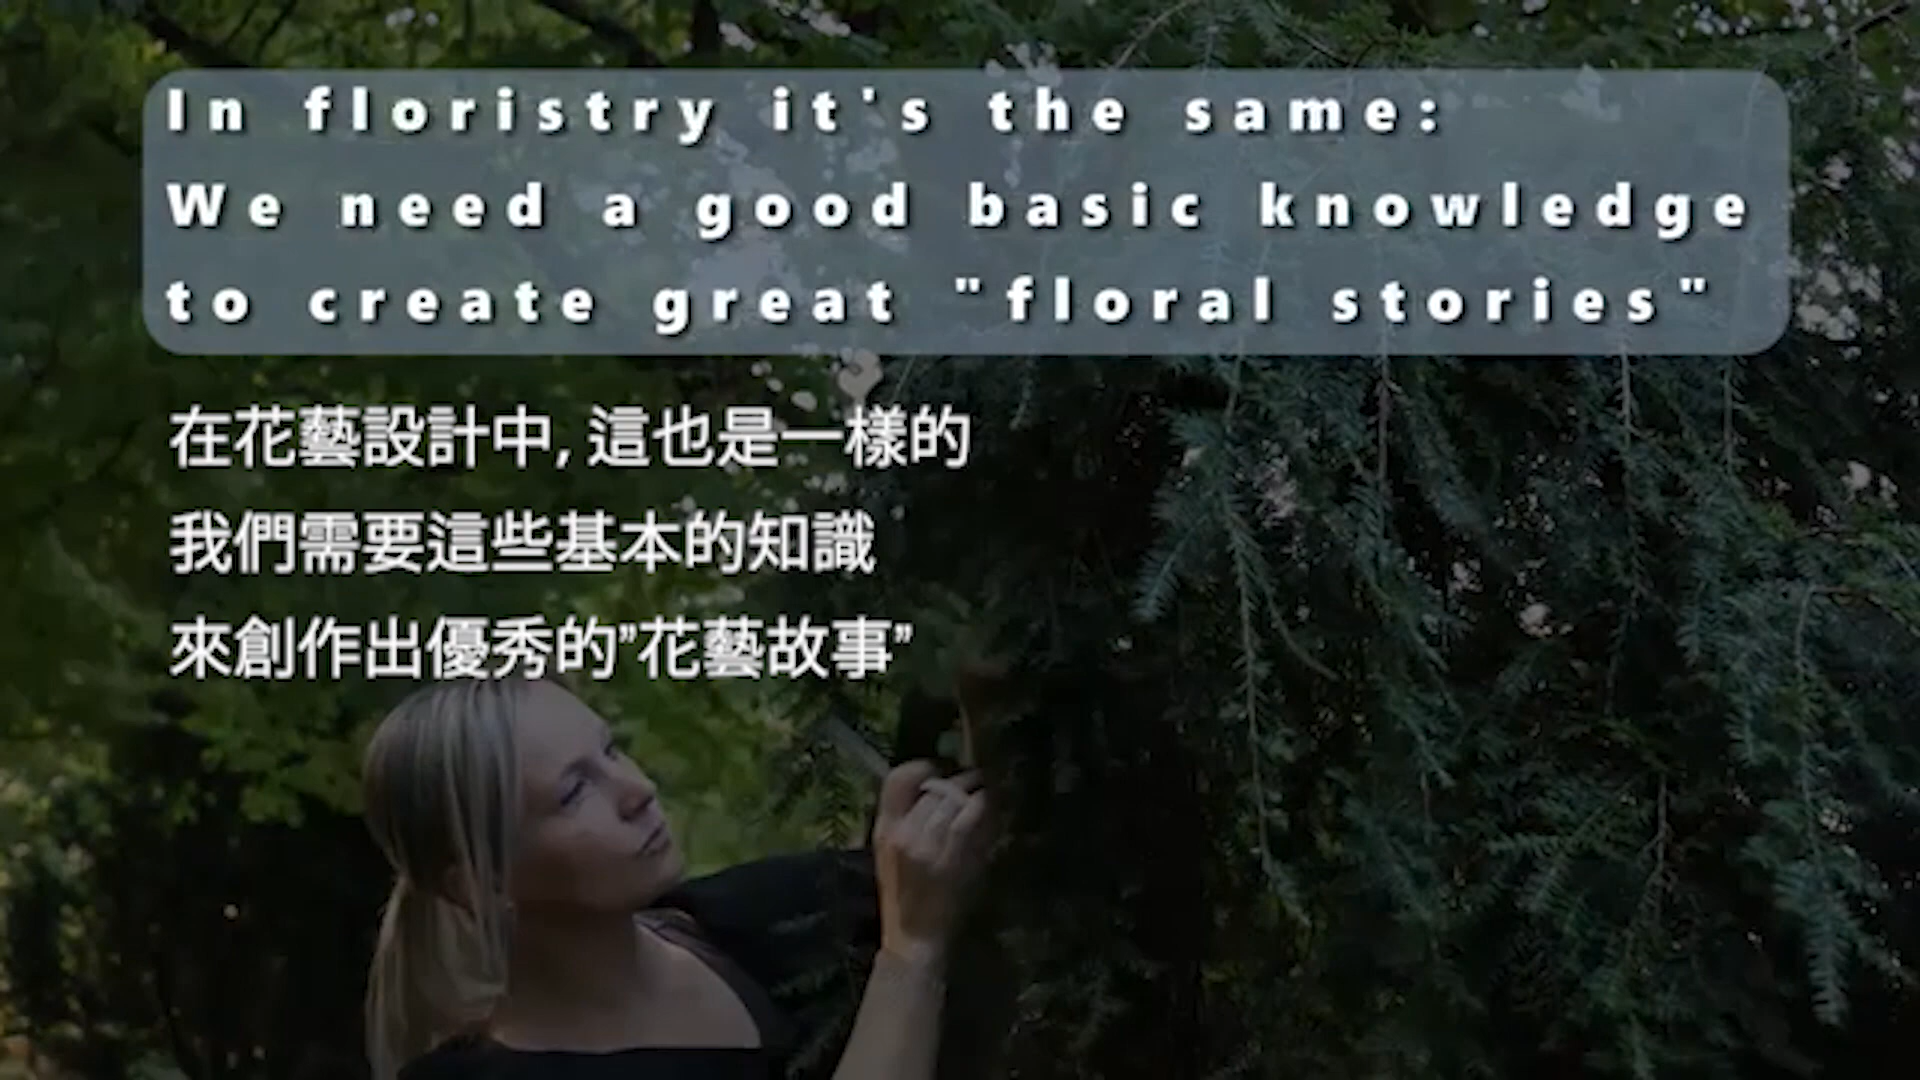 In floristry it's the same:
We need a good basic knowledge
to create great "floral stories"
在花藝設計中, 這也是一樣的
我們需要這些基本的知識
來創作出優秀的”花藝故事”